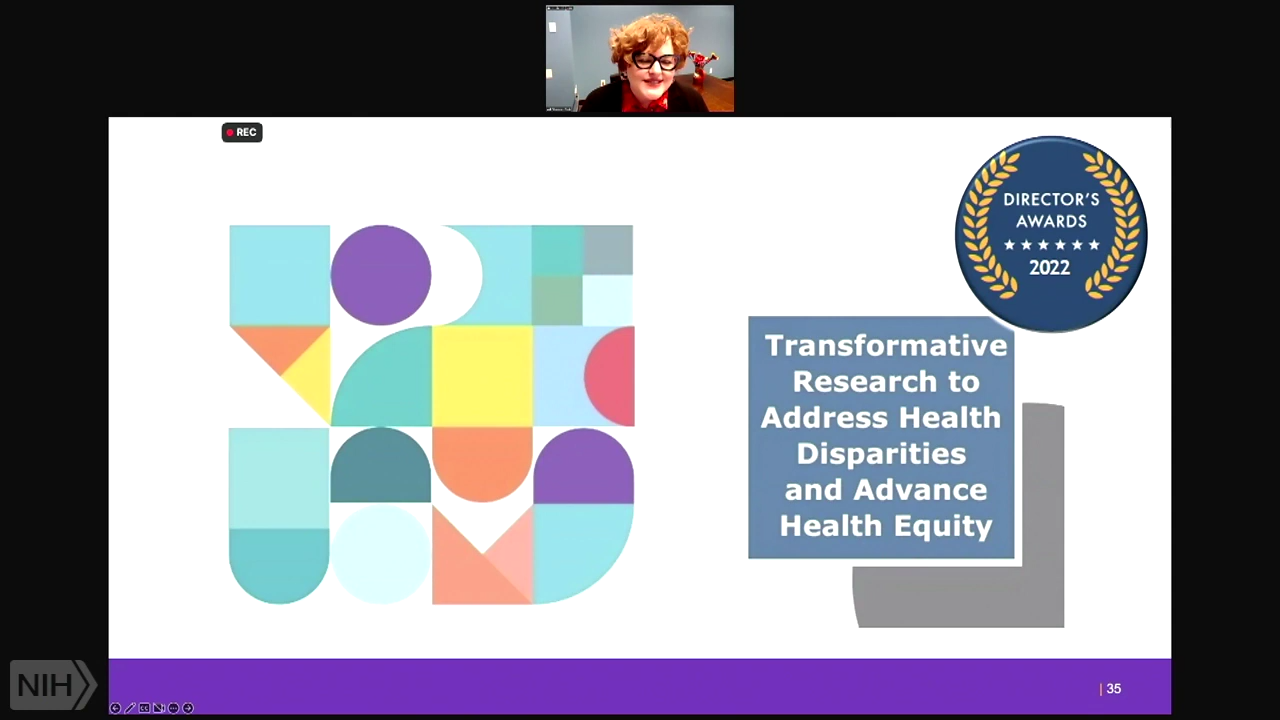 REC
DIRECTOR'S
AWARDS
2022
Transformative
Research to
Address Health
Disparities
and Advance
Health Equity
NIH
| 35